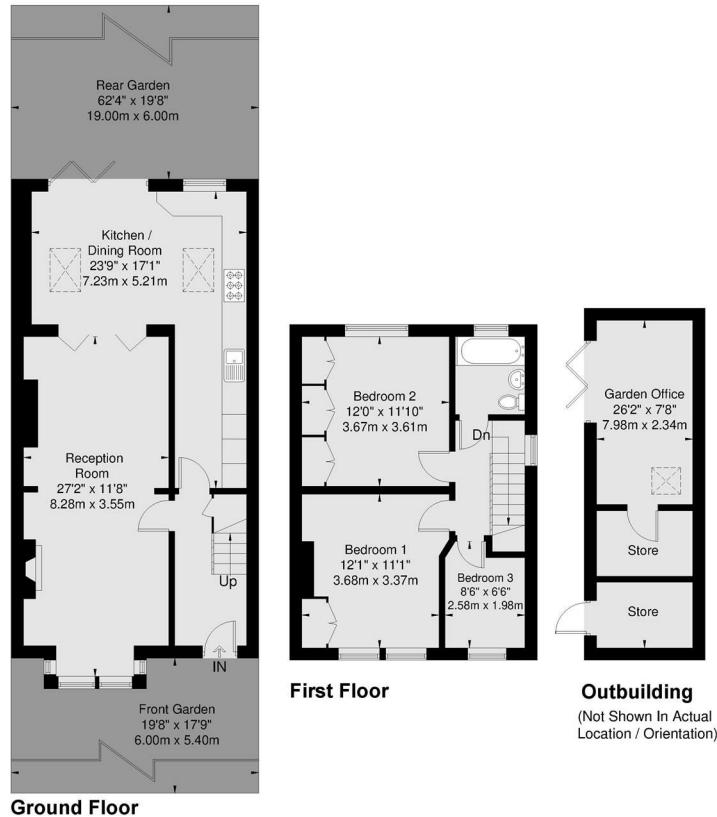 Rear Garden
62'4" x 19'8"
19.00m x 6.00m
Kitchen /
Dining Room
23'9" x 17'1"
7.23m x 5.21m
Reception
Room
27'2" x 11'8"
8.28m x 3.55m
Up
IN
Front Garden
19'8" x 17'9"
6.00m x 5.40m
Ground Floor
Bedroom 2
12'0" x 11'10"
3.67m x 3.61m
Dn
Bedroom 1
12'1" x 11'1"
3.68m x 3.37m
Bedroom 3
8'6" x 6'6"
2.58m x 1.98m
First Floor
Garden Office
26'2" x 7'8"
7.98m x 2.34m
Store
Store
Outbuilding
(Not Shown In Actual
Location / Orientation)